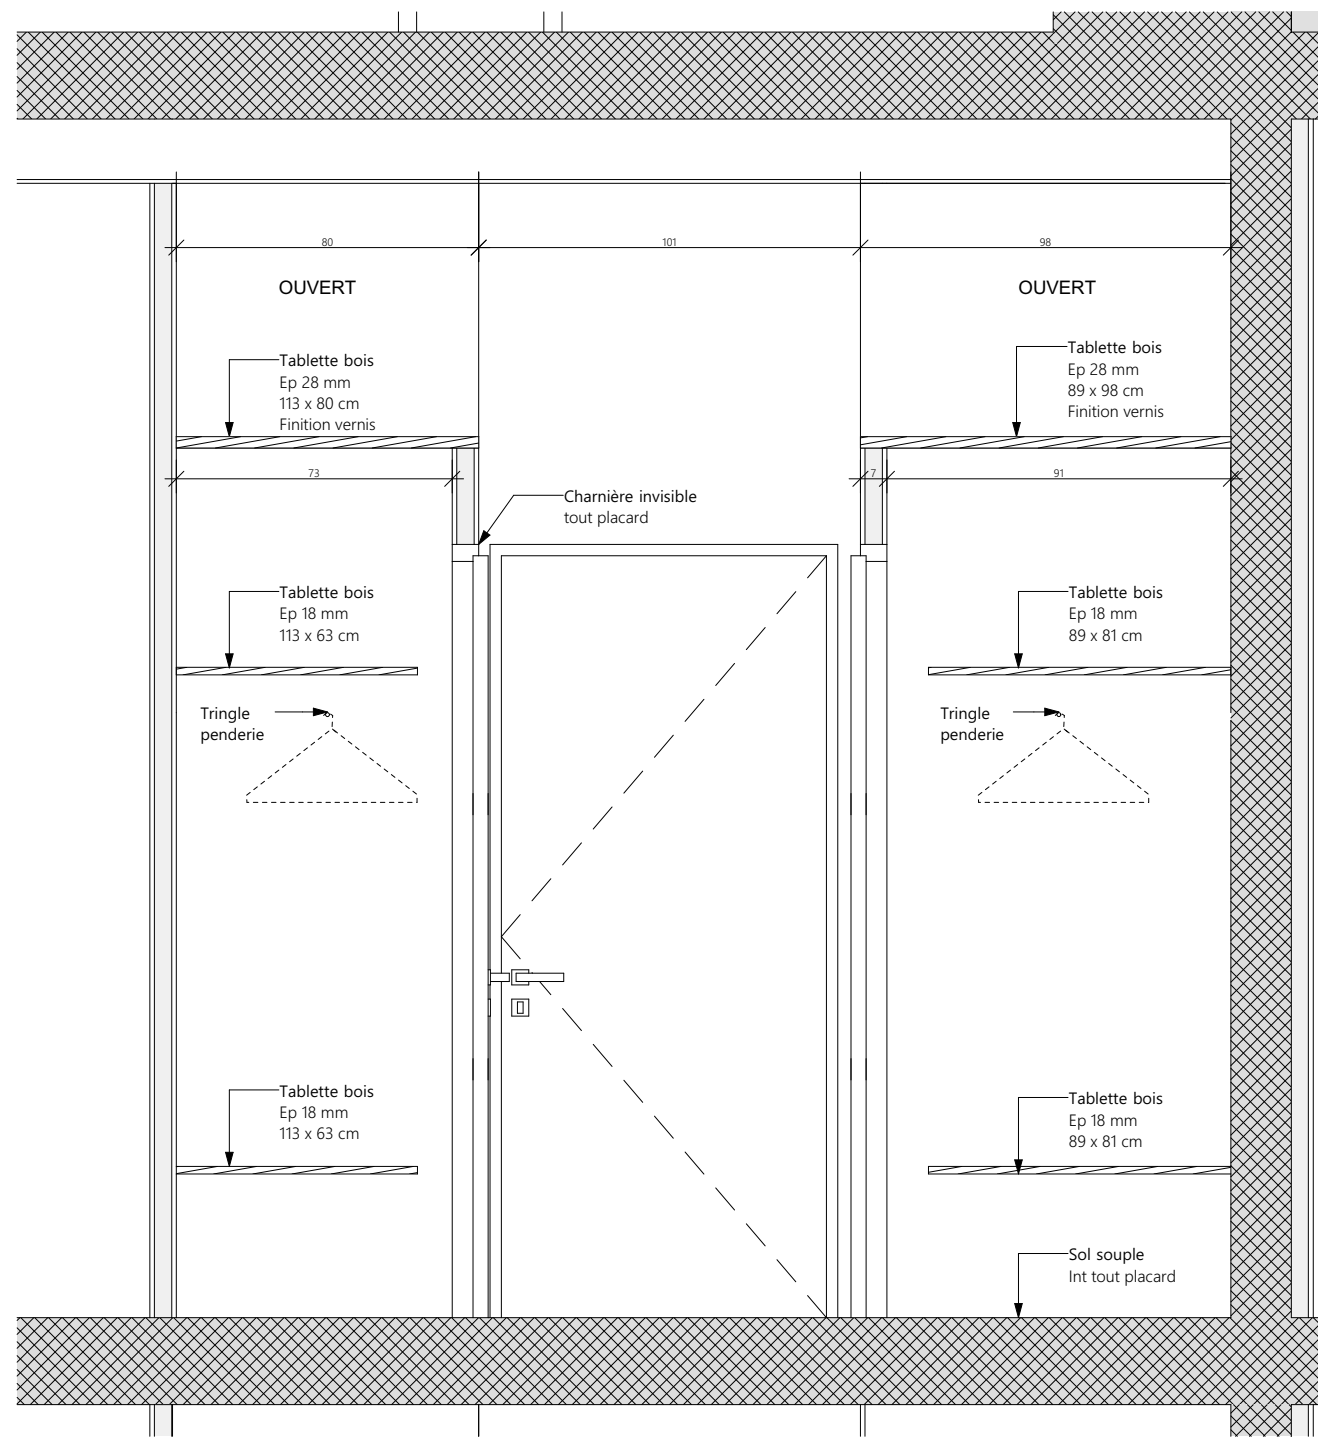 80
101
98
OUVERT
OUVERT
Tablette bois
Ep 28 mm
113 x 80 cm
Finition vernis
Tablette bois
Ep 28 mm
89 x 98 cm
Finition vernis
73
7
91
Charnière invisible
tout placard
Tablette bois
Ep 18 mm
113 x 63 cm
Tablette bois
Ep 18 mm
89 x 81 cm
Tringle
penderie
Tringle
penderie
Tablette bois
Ep 18 mm
113 x 63 cm
Tablette bois
Ep 18 mm
89 x 81 cm
Sol souple
Int tout placard